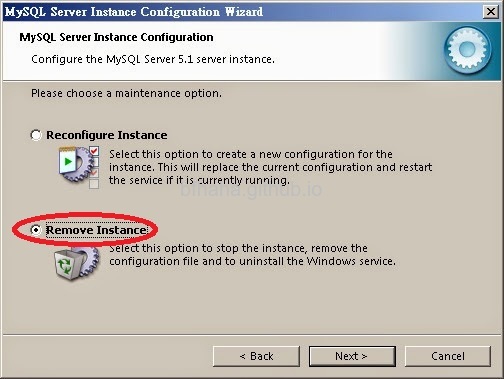 MySQL Server Instance Configuration Wizard
MySQL Server Instance Configuration
Configure the MySQL Server 5.1 server instance.
Please choose a maintenance option.
Reconfigure Instance
Select this option to create a new configuration for the
instance. This will replace the current configuration and restart
the service if it is currently running.
Remove Instance
Select this option to stop the instance, remove the
configuration file and to uninstall the Windows service.
< Back
Next >
Cancel